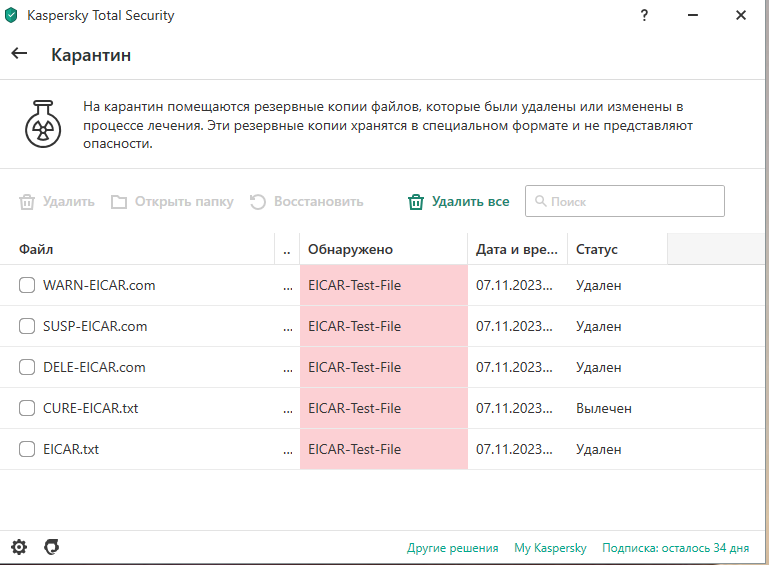 Kaspersky Total Security
?
Карантин
На карантин помещаются резервные копии файлов, которые были удалены или изменены в
процессе лечения. Эти резервные копии хранятся в специальном формате и не представляют
опасности.
Удалить Открыть папку Восстановить Удалить все Поиск
Файл .. Обнаружено Дата и вре... Статус
WARN-EICAR.com ... EICAR-Test-File 07.11.2023... Удален
SUSP-EICAR.com ... EICAR-Test-File 07.11.2023... Удален
DELE-EICAR.com ... EICAR-Test-File 07.11.2023... Удален
CURE-EICAR.txt ... EICAR-Test-File 07.11.2023... Вылечен
EICAR.txt ... EICAR-Test-File 07.11.2023... Удален
Другие решения My Kaspersky Подписка: осталось 34 дня